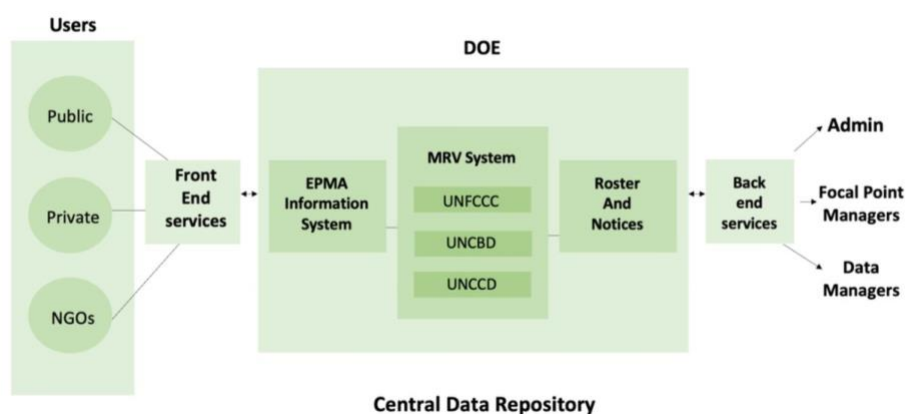 Users
Public
Private
NGOs
Front
End
services
DOE
EPMA
Information
System
MRV System
UNFCCC
UNCBD
UNCCD
Roster
And
Notices
Back
end
services
Admin
Focal Point
Managers
Data
Managers
Central Data Repository